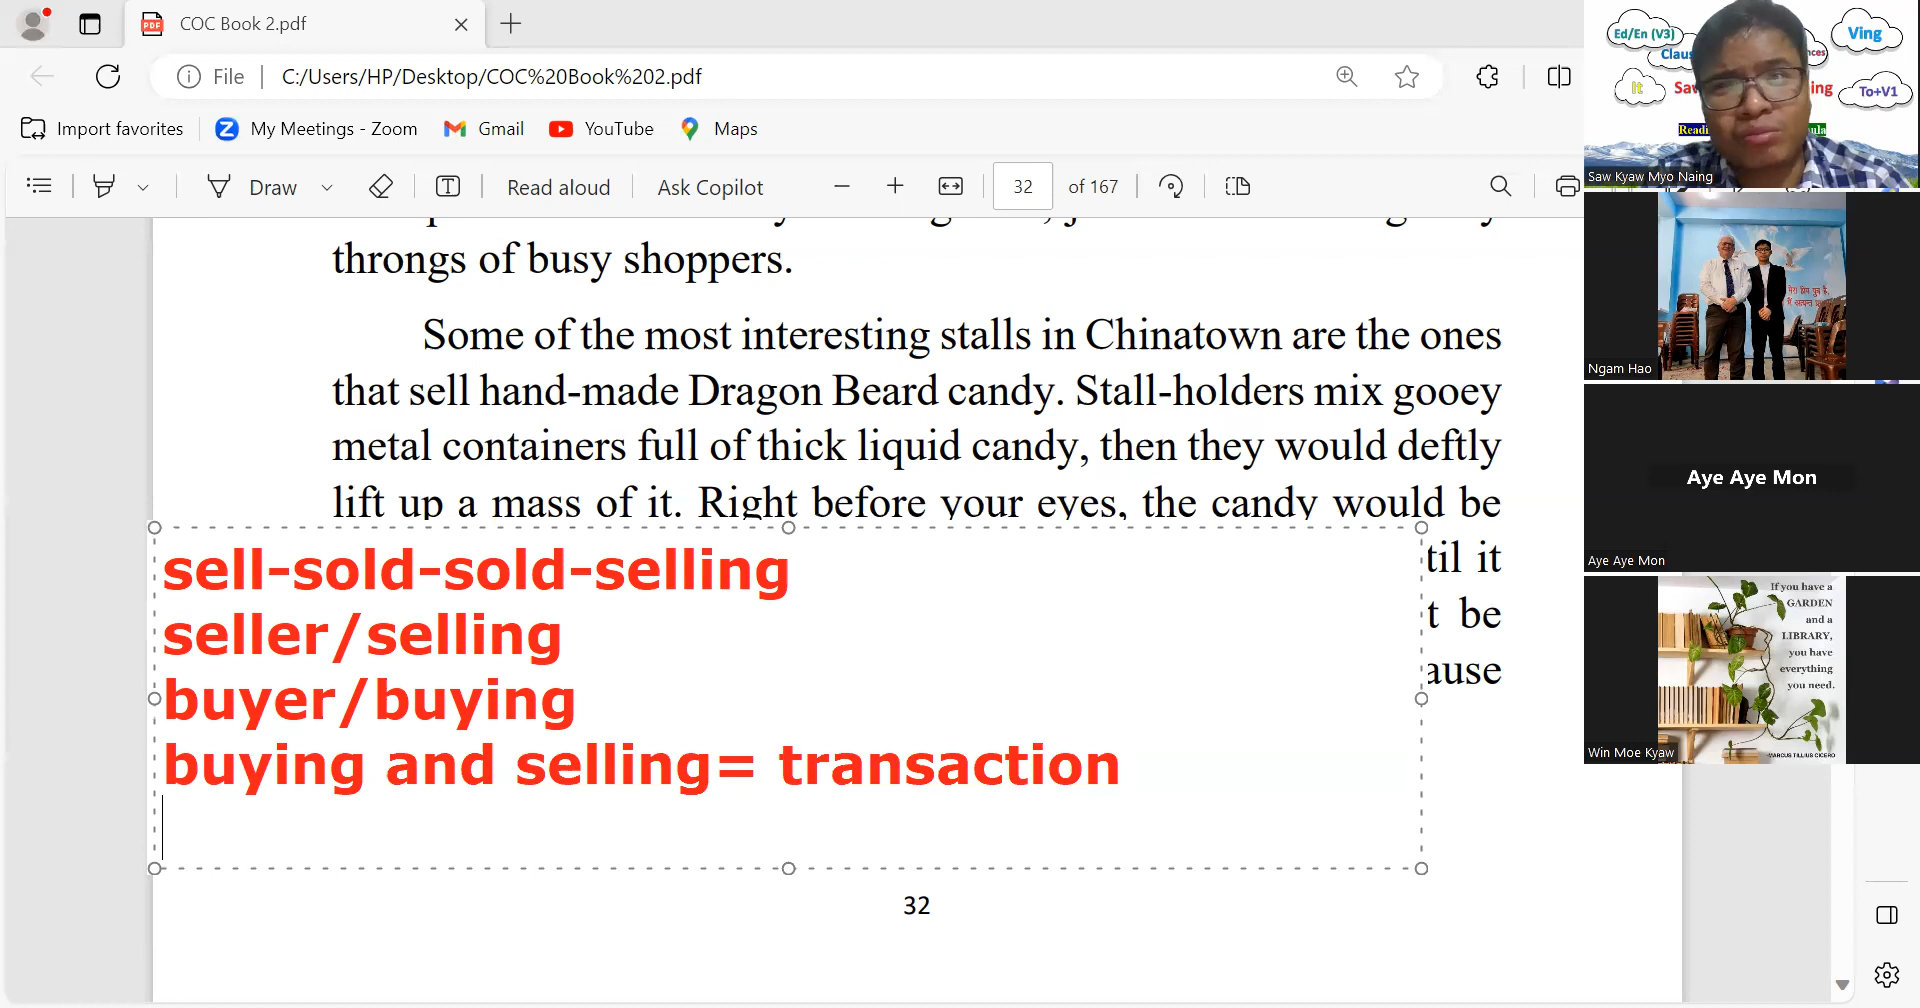 COC Book 2.pdf
File
C:/Users/HP/Desktop/COC%20Book%202.pdf
Import favorites
My Meetings - Zoom
Gmail
YouTube
Maps
Draw
Read aloud
Ask Copilot
32
of 167
throngs of busy shoppers.
Some of the most interesting stalls in Chinatown are the ones
that sell hand-made Dragon Beard candy. Stall-holders mix gooey
metal containers full of thick liquid candy, then they would deftly
lift up a mass of it. Right before your eyes, the candy would be
til it
t be
ause
sell-sold-sold-selling
seller/selling
buyer/buying
buying and selling= transaction
32
Ed/En (V3)
Ving
It
To+V1
Saw Kyaw Myo Naing
Ngam Hao
Aye Aye Mon
Aye Aye Mon
If you have a
GARDEN
and a
LIBRARY,
you have
everything
you need.
MARCUS TILLIUS CICERO
Win Moe Kyaw